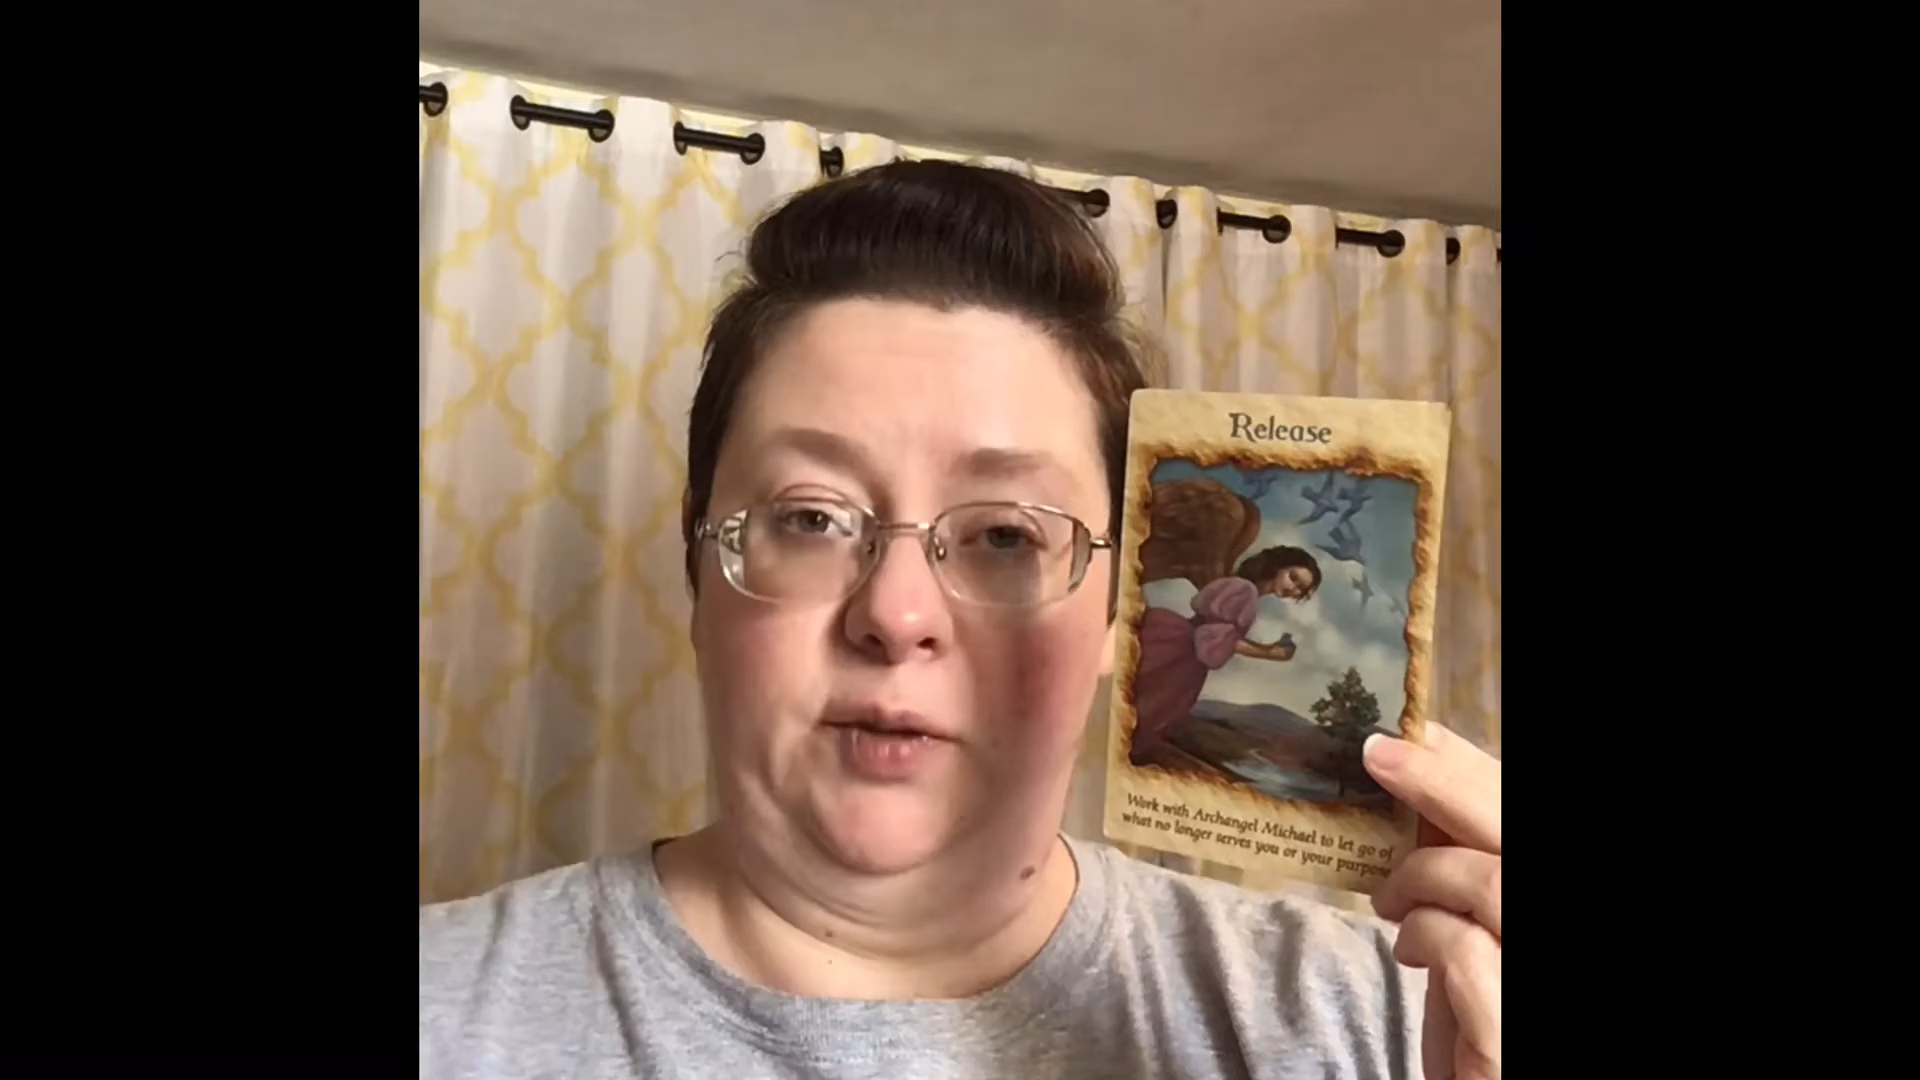 Release
Work with Archangel Michael to let go of
what no longer serves you or your purpose